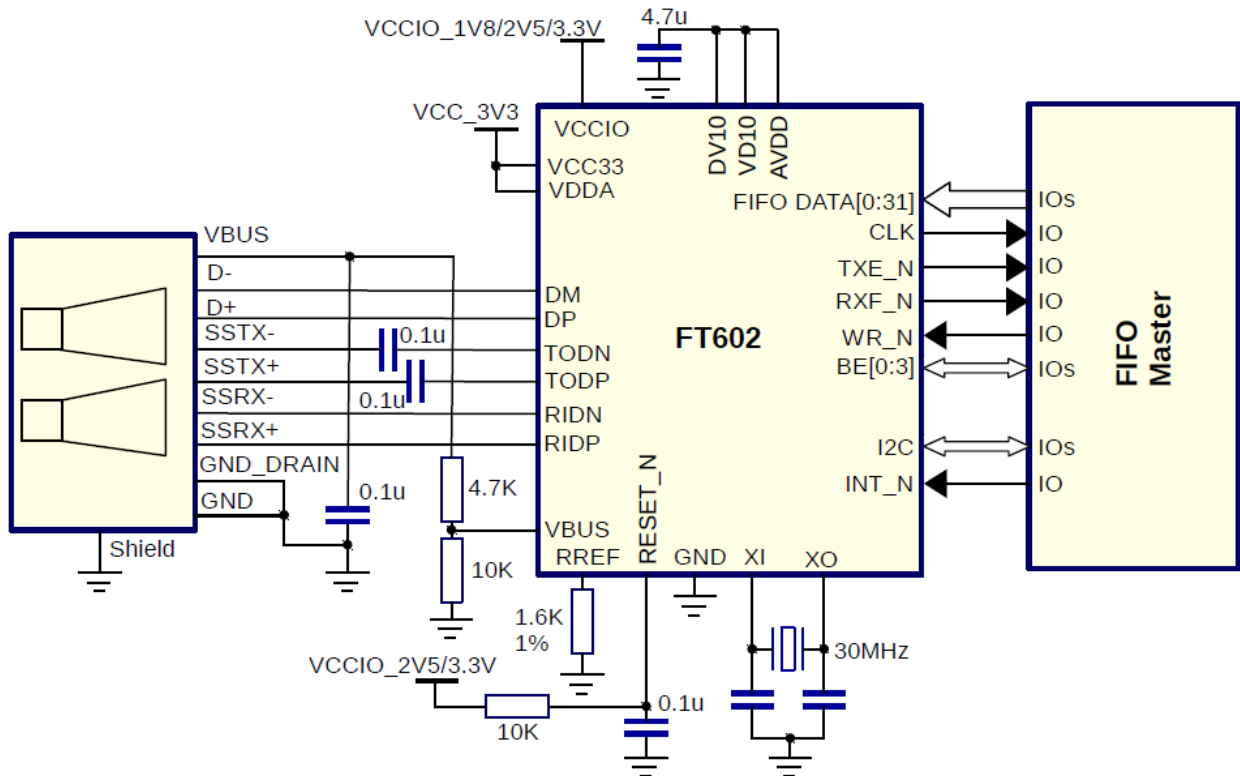 4.7u
VCCIO_1V8/2V5/3.3V
VCC_3V3
VCCIO
VCC33
VDDA
DV10
VD10
AVDD
FIFO DATA[0:31]
CLK
TXE_N
RXF_N
WR_N
BE[0:3]
I2C
INT_N
IOs
IO
IO
IO
IO
IOs
IOs
IO
FIFO
Master
FT602
VBUS
D-
D+
SSTX-
SSTX+
SSRX-
SSRX+
GND_DRAIN
GND
Shield
0.1u
0.1u
0.1u
DM
DP
TODN
TODP
RIDN
RIDP
4.7K
VBUS
10K
RREF
RESET_N
GND
XI
XO
1.6K
1%
30MHz
VCCIO_2V5/3.3V
10K
0.1u